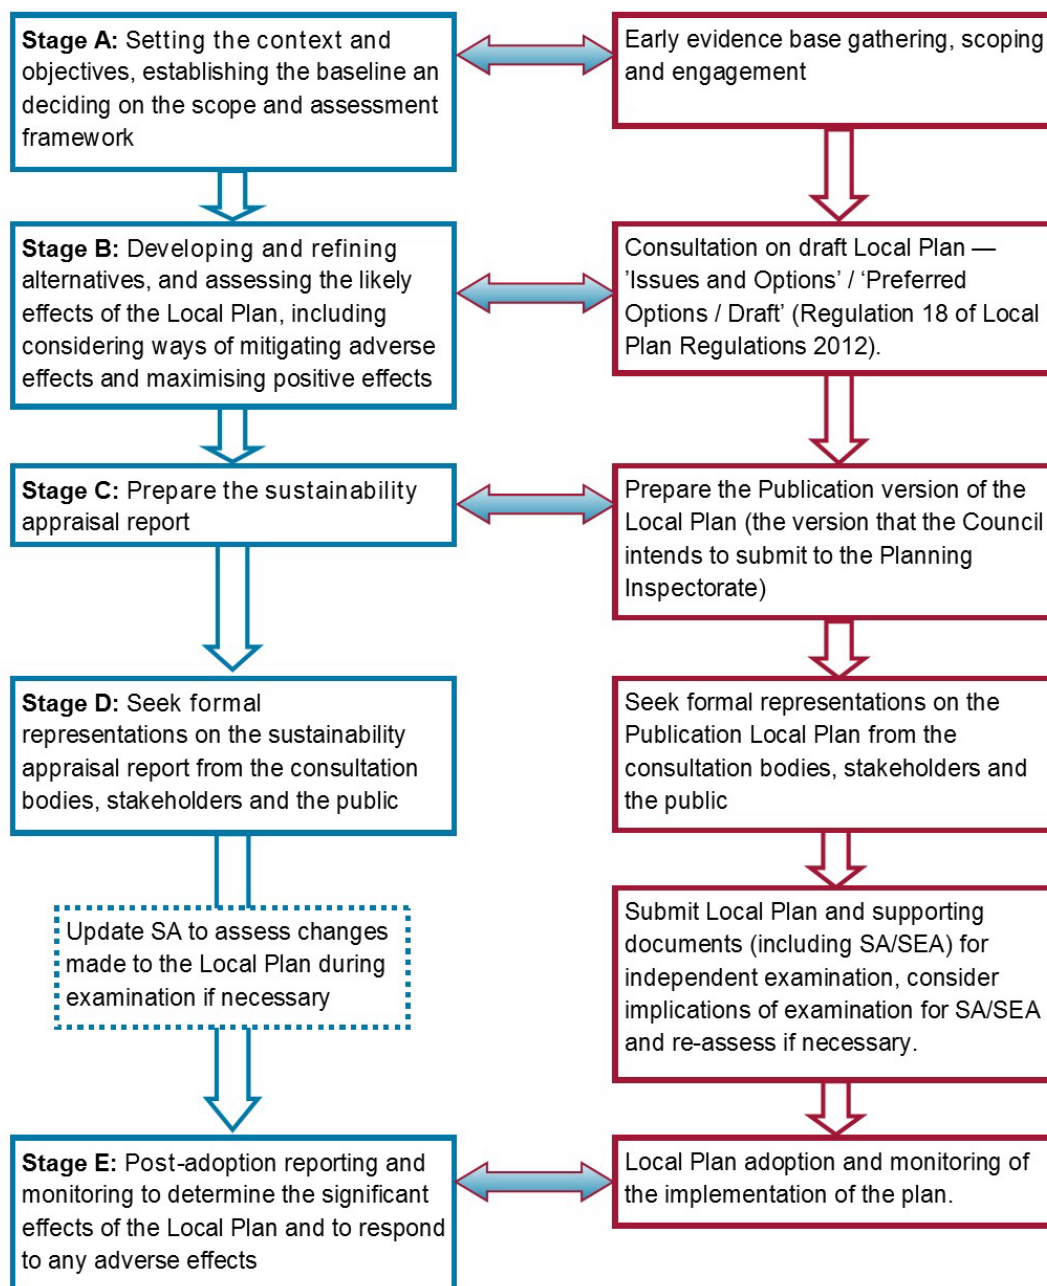 Stage A: Setting the context and
objectives, establishing the baseline an
deciding on the scope and assessment
framework
Early evidence base gathering, scoping
and engagement
Stage B: Developing and refining
alternatives, and assessing the likely
effects of the Local Plan, including
considering ways of mitigating adverse
effects and maximising positive effects
Consultation on draft Local Plan —
’Issues and Options’ / ‘Preferred
Options / Draft’ (Regulation 18 of Local
Plan Regulations 2012).
Stage C: Prepare the sustainability
appraisal report
Prepare the Publication version of the
Local Plan (the version that the Council
intends to submit to the Planning
Inspectorate)
Stage D: Seek formal
representations on the sustainability
appraisal report from the consultation
bodies, stakeholders and the public
Seek formal representations on the
Publication Local Plan from the
consultation bodies, stakeholders and
the public
Update SA to assess changes
made to the Local Plan during
examination if necessary
Submit Local Plan and supporting
documents (including SA/SEA) for
independent examination, consider
implications of examination for SA/SEA
and re-assess if necessary.
Stage E: Post-adoption reporting and
monitoring to determine the significant
effects of the Local Plan and to respond
to any adverse effects
Local Plan adoption and monitoring of
the implementation of the plan.